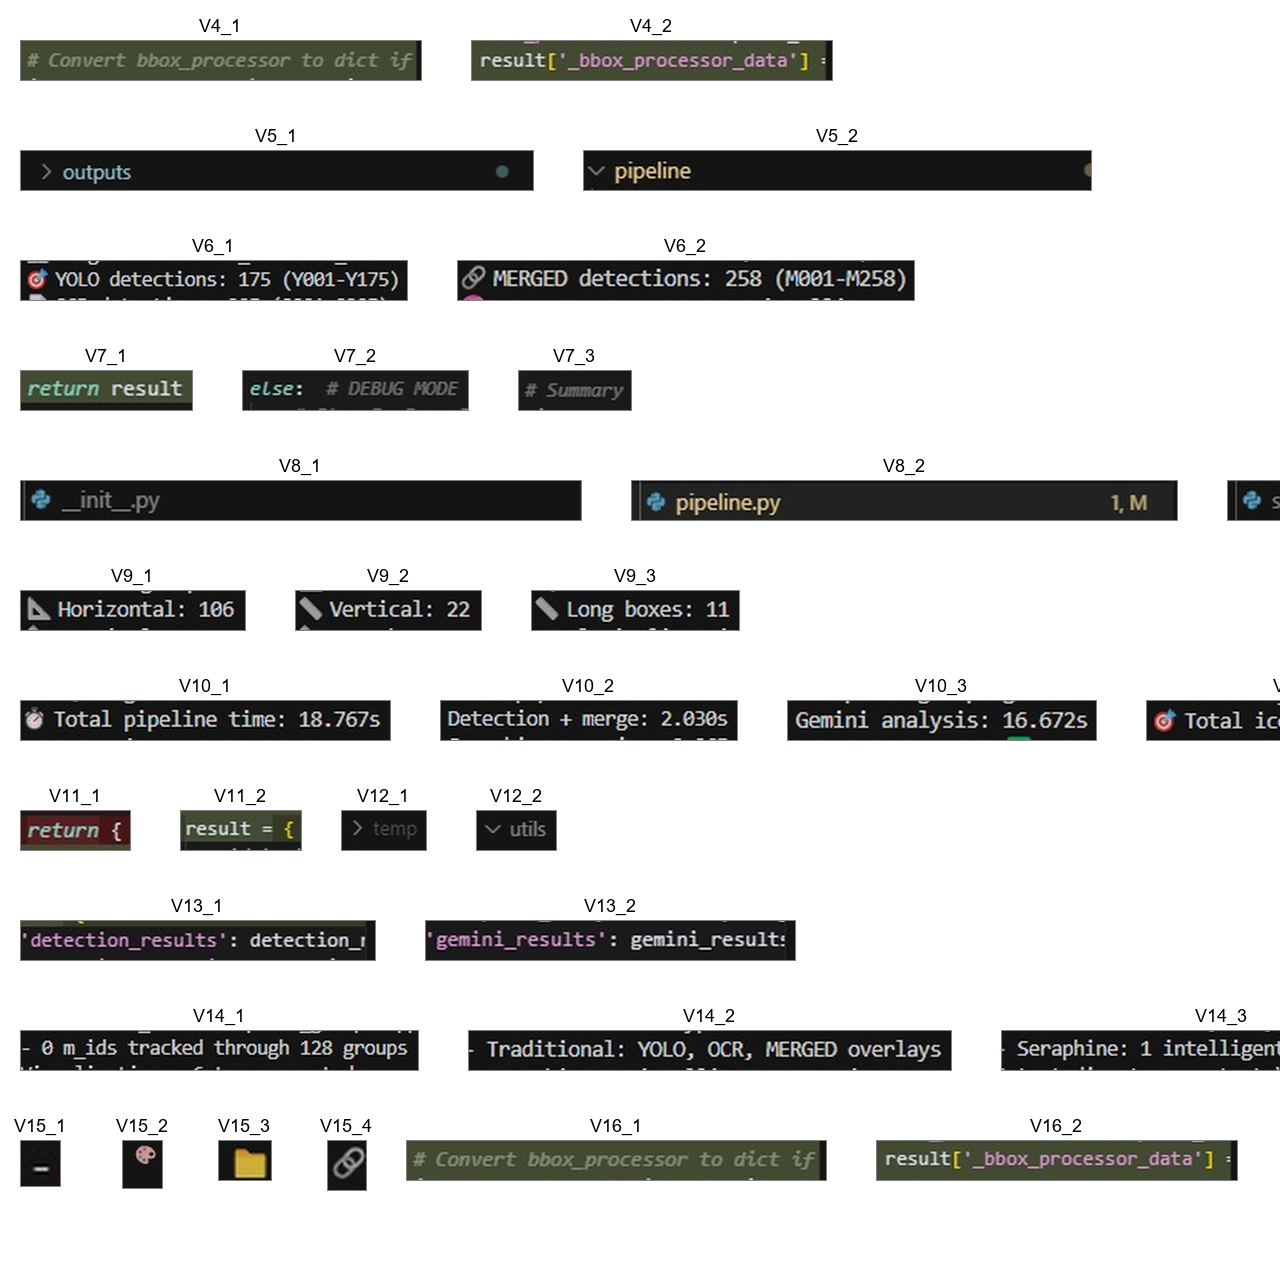 V4_1 V4_2
# Convert bbox_processor to dict if result['_bbox_processor_data'] =
V5_1 V5_2
outputs pipeline
V6_1 V6_2
YOLO detections: 175 (Y001-Y175) MERGED detections: 258 (M001-M258)
V7_1 V7_2 V7_3
return result else: # DEBUG MODE # Summary
V8_1 V8_2
__init__.py pipeline.py 1, M s
V9_1 V9_2 V9_3
Horizontal: 106 Vertical: 22 Long boxes: 11
V10_1 V10_2 V10_3
Total pipeline time: 18.767s Detection + merge: 2.030s Gemini analysis: 16.672s Total
V11_1 V11_2 V12_1 V12_2
return { result = { temp utils
V13_1 V13_2
'detection_results': detection_ 'gemini_results': gemini_results
V14_1 V14_2 V14_3
- 0 m_ids tracked through 128 groups - Traditional: YOLO, OCR, MERGED overlays - Seraphine: 1 intelligent
V15_1 V15_2 V15_3 V15_4 V16_1 V16_2
# Convert bbox_processor to dict if result['_bbox_processor_data'] =